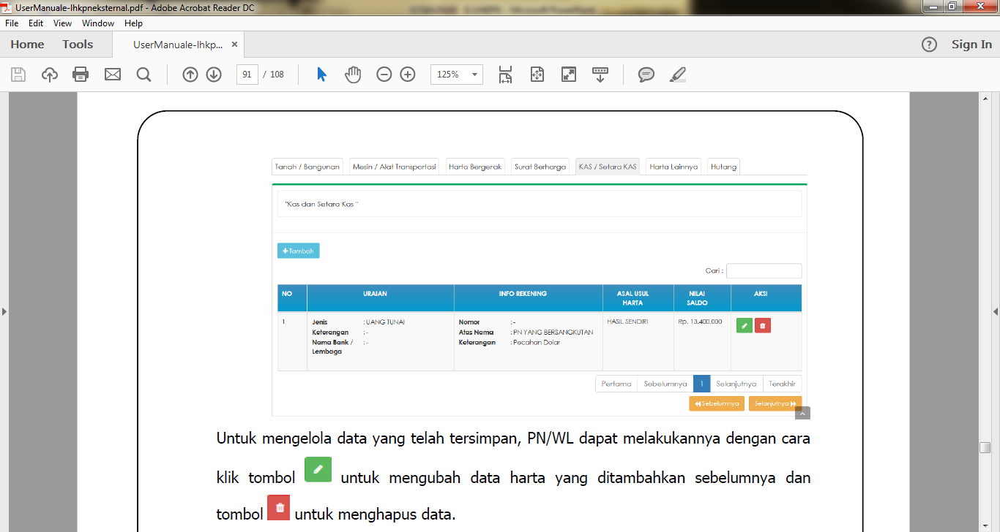 UserManuale-lhkpneksternal.pdf - Adobe Acrobat Reader DC
File Edit View Window Help
Home Tools UserManuale-lhkp... × ? Sign In
91 / 108 125%
Tanah / Bangunan Mesin / Alat Transportasi Harta Bergerak Surat Berharga KAS / Setara KAS Harta Lainnya Hutang
"Kas dan Setara Kas "
+Tambah
Cari :
NO URAIAN INFO REKENING ASAL USUL HARTA NILAI SALDO AKSI
1 Jenis : UANG TUNAI Nomor :- HASIL SENDIRI Rp. 13.400.000
Keterangan : - Atas Nama : PN YANG BERSANGKUTAN
Nama Bank / Lembaga : - Keterangan : Pecahan Dolar
Pertama Sebelumnya 1 Selanjutnya Terakhir
Sebelumnya Selanjutnya
Untuk mengelola data yang telah tersimpan, PN/WL dapat melakukannya dengan cara
klik tombol untuk mengubah data harta yang ditambahkan sebelumnya dan
tombol untuk menghapus data.